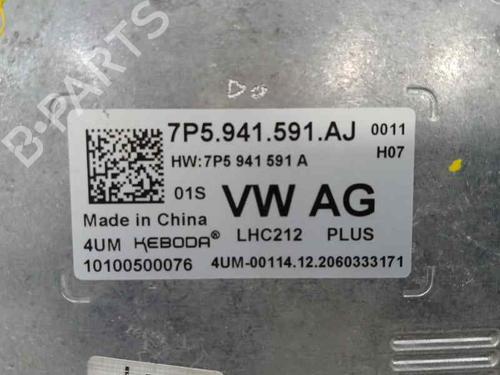 B-PARTS
7P5.941.591.AJ 0011
HW:7P5 941 591 A H07
01S VW AG
Made in China
4UM KEBODA® LHC212 PLUS
10100500076 4UM-00114.12.2060333171